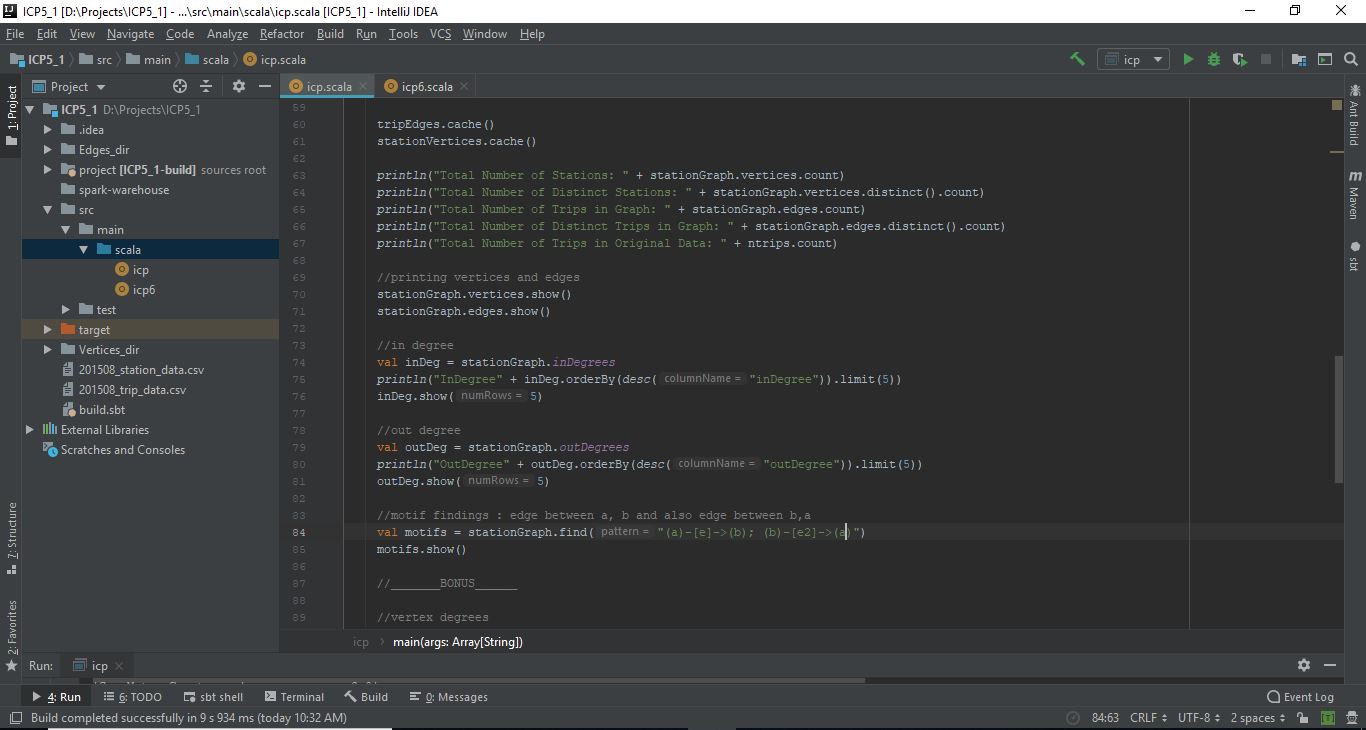 ICP5_1 [D:\Projects\ICP5_1] - ...\src\main\scala\icp.scala [ICP5_1] - IntelliJ IDEA
File Edit View Navigate Code Analyze Refactor Build Run Tools VCS Window Help
ICP5_1 src main scala icp.scala
icp
Project
icp.scala
icp6.scala
1: Project
ICP5_1 D:\Projects\ICP5_1
.idea
Edges_dir
project [ICP5_1-build] sources root
spark-warehouse
src
main
scala
icp
icp6
test
target
Vertices_dir
201508_station_data.csv
201508_trip_data.csv
build.sbt
External Libraries
Scratches and Consoles
7: Structure
2: Favorites
59
60 tripEdges.cache()
61 stationVertices.cache()
62
63 println("Total Number of Stations: " + stationGraph.vertices.count)
64 println("Total Number of Distinct Stations: " + stationGraph.vertices.distinct().count)
65 println("Total Number of Trips in Graph: " + stationGraph.edges.count)
66 println("Total Number of Distinct Trips in Graph: " + stationGraph.edges.distinct().count)
67 println("Total Number of Trips in Original Data: " + ntrips.count)
68
69 //printing vertices and edges
70 stationGraph.vertices.show()
71 stationGraph.edges.show()
72
73 //in degree
74 val inDeg = stationGraph.inDegrees
75 println("InDegree" + inDeg.orderBy(desc( columnName = "inDegree")).limit(5))
76 inDeg.show( numRows = 5)
77
78 //out degree
79 val outDeg = stationGraph.outDegrees
80 println("OutDegree" + outDeg.orderBy(desc( columnName = "outDegree")).limit(5))
81 outDeg.show( numRows = 5)
82
83 //motif findings : edge between a, b and also edge between b,a
84 val motifs = stationGraph.find( pattern = "(a)-[e]->(b); (b)-[e2]->(a)")
85 motifs.show()
86
87 //_______BONUS______
88
89 //vertex degrees
icp main(args: Array[String])
Ant Build
Maven
sbt
Run: icp
4: Run 6: TODO sbt shell Terminal Build 0: Messages Event Log
Build completed successfully in 9 s 934 ms (today 10:32 AM) 84:63 CRLF UTF-8 2 spaces